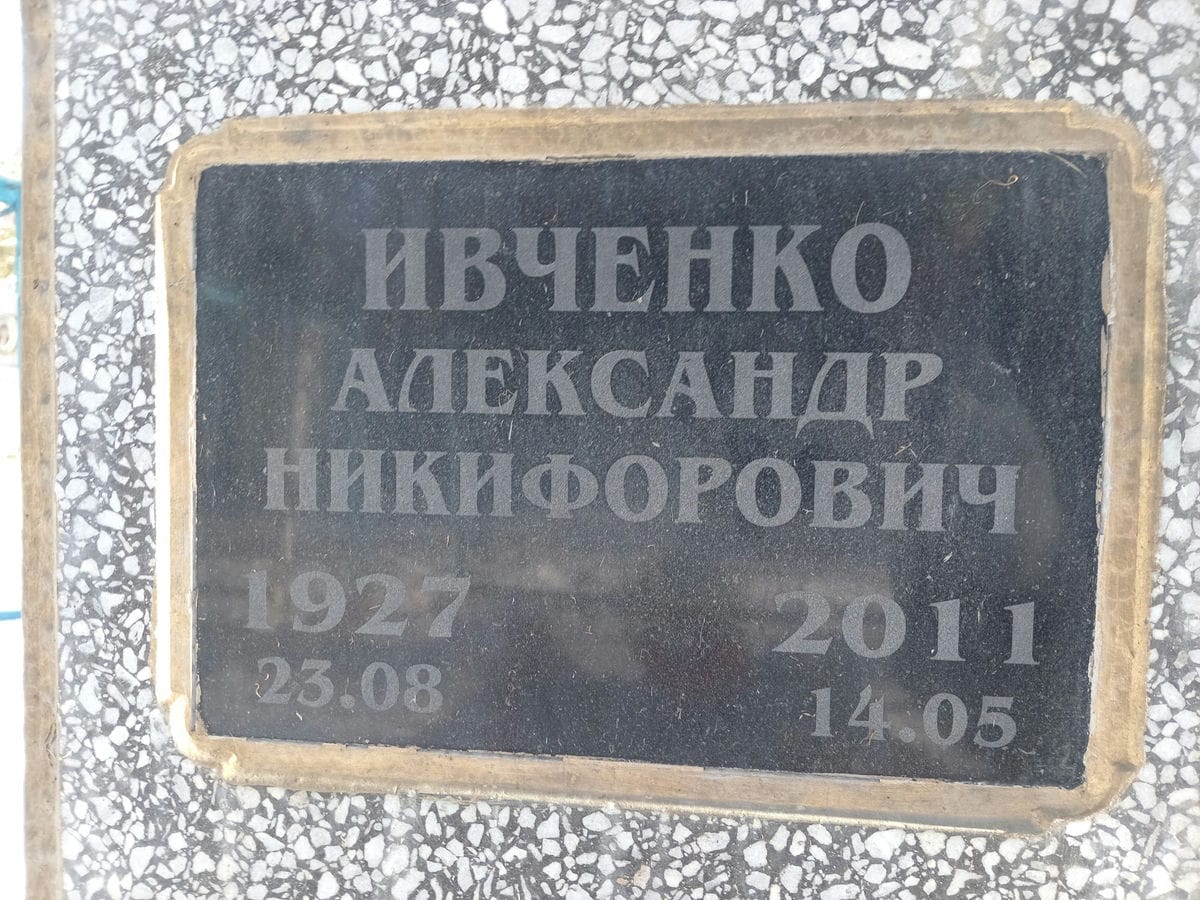 ИВЧЕНКО
АЛЕКСАНДР
НИКИФОРОВИЧ
1927 2011
23.08 14.05